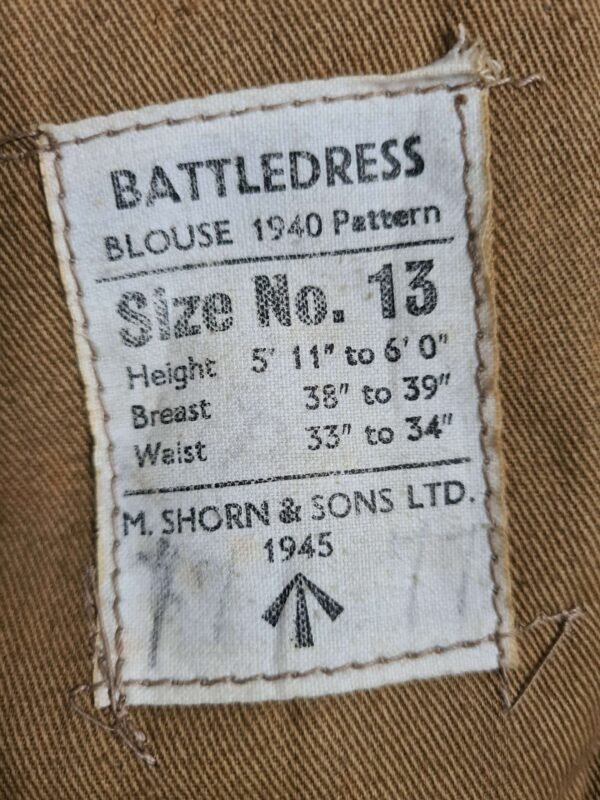 BATTLEDRESS
BLOUSE 1940 Pattern
Size No. 13
Height 5' 11" to 6' 0"
Breast 38" to 39"
Waist 33" to 34"
M. SHORN & SONS LTD.
1945